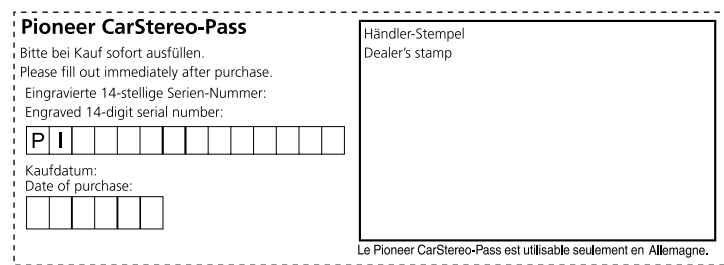 Pioneer CarStereo-Pass
Bitte bei Kauf sofort ausfüllen.
Please fill out immediately after purchase.
Eingravierte 14-stellige Serien-Nummer:
Engraved 14-digit serial number:
P I
Kaufdatum:
Date of purchase:
Händler-Stempel
Dealer's stamp
Le Pioneer CarStereo-Pass est utilisable seulement en Allemagne.